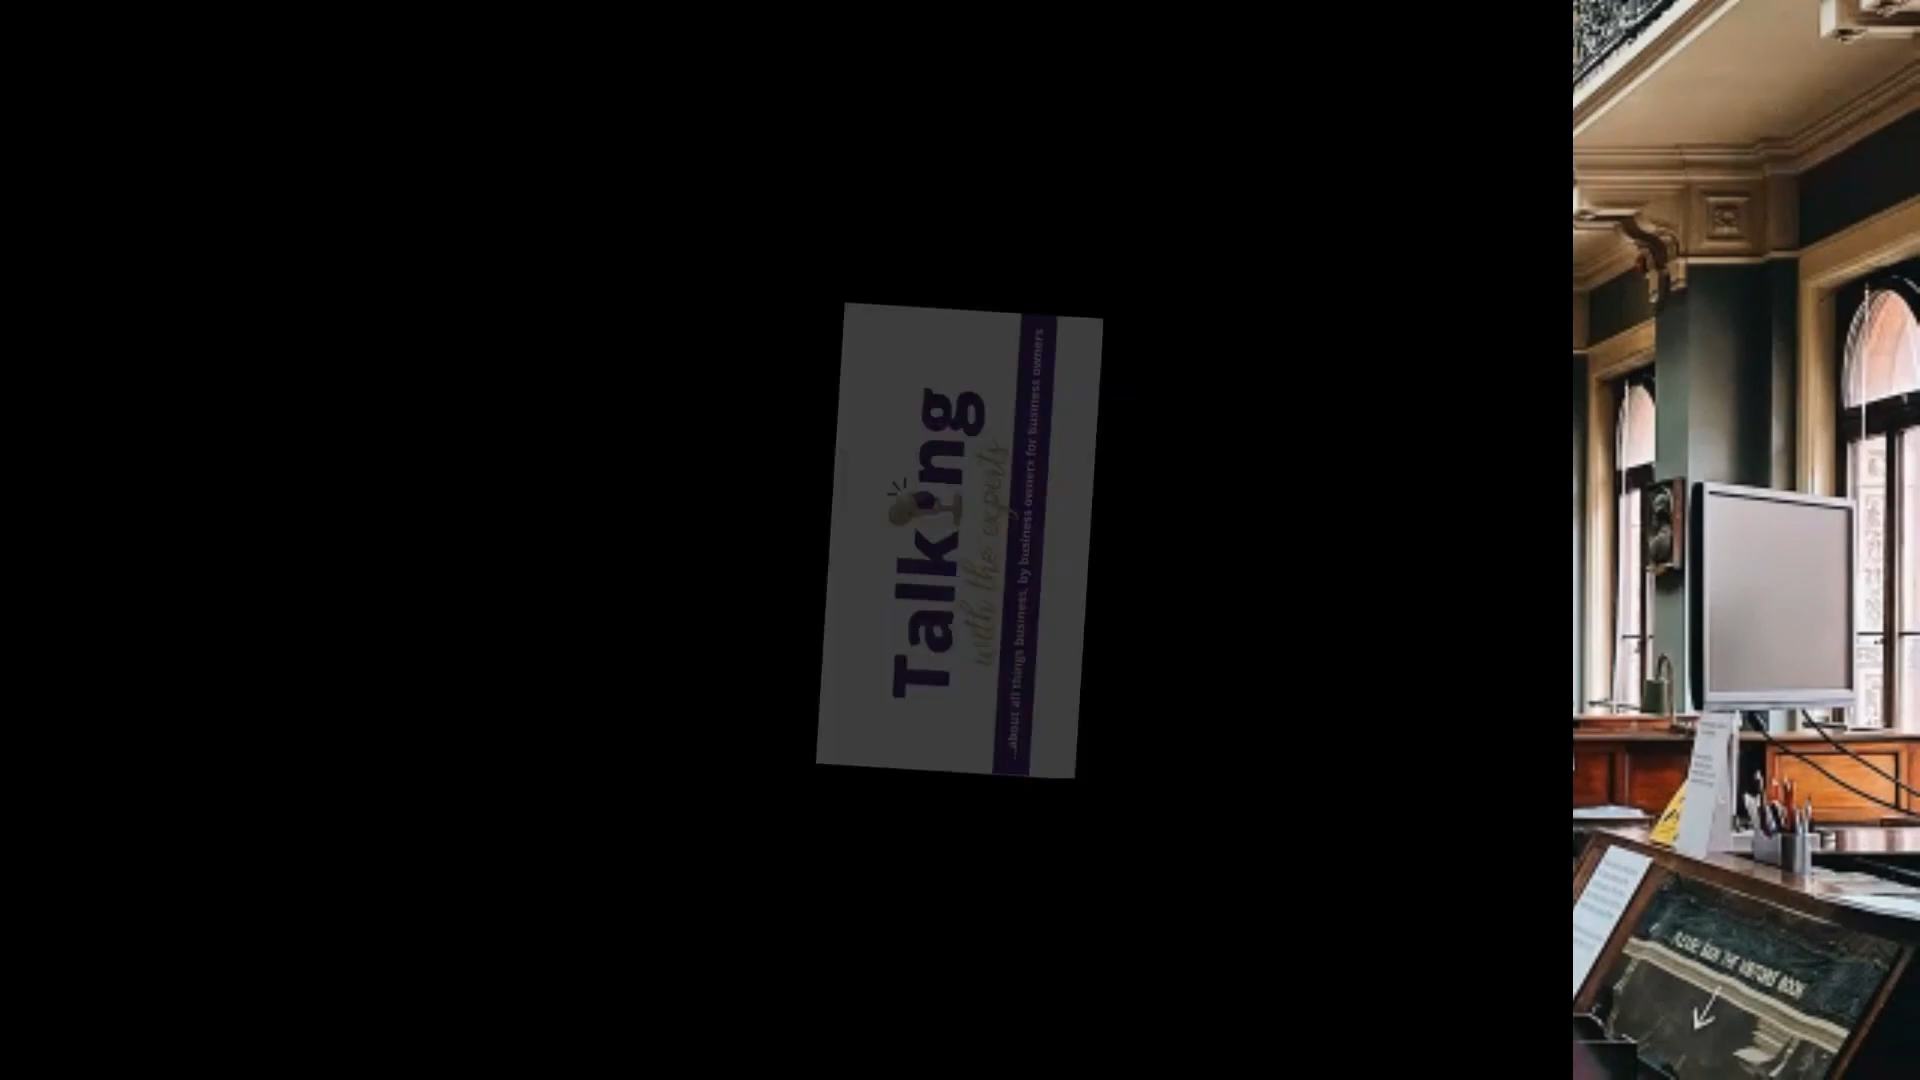 Talking
with the experts
...about all things business, by business owners for business owners
PLEASE SIGN THE VISITORS BOOK